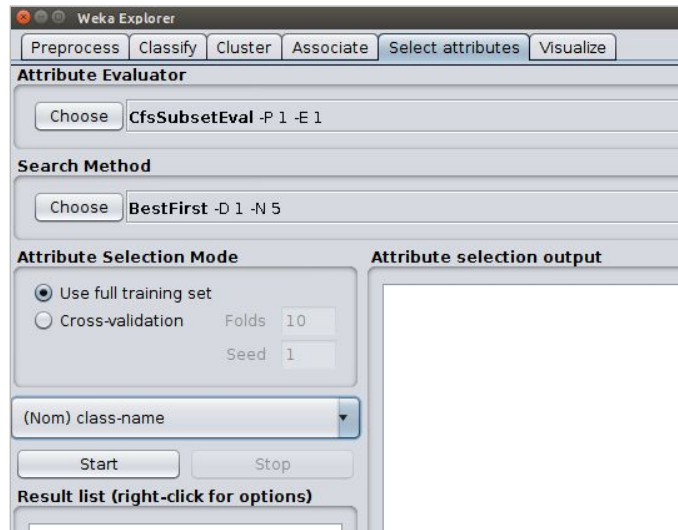 Weka Explorer
Preprocess Classify Cluster Associate Select attributes Visualize
Attribute Evaluator
Choose CfsSubsetEval -P 1 -E 1
Search Method
Choose BestFirst -D 1 -N 5
Attribute Selection Mode
Use full training set
Cross-validation Folds 10
Seed 1
(Nom) class-name
Start Stop
Result list (right-click for options)
Attribute selection output